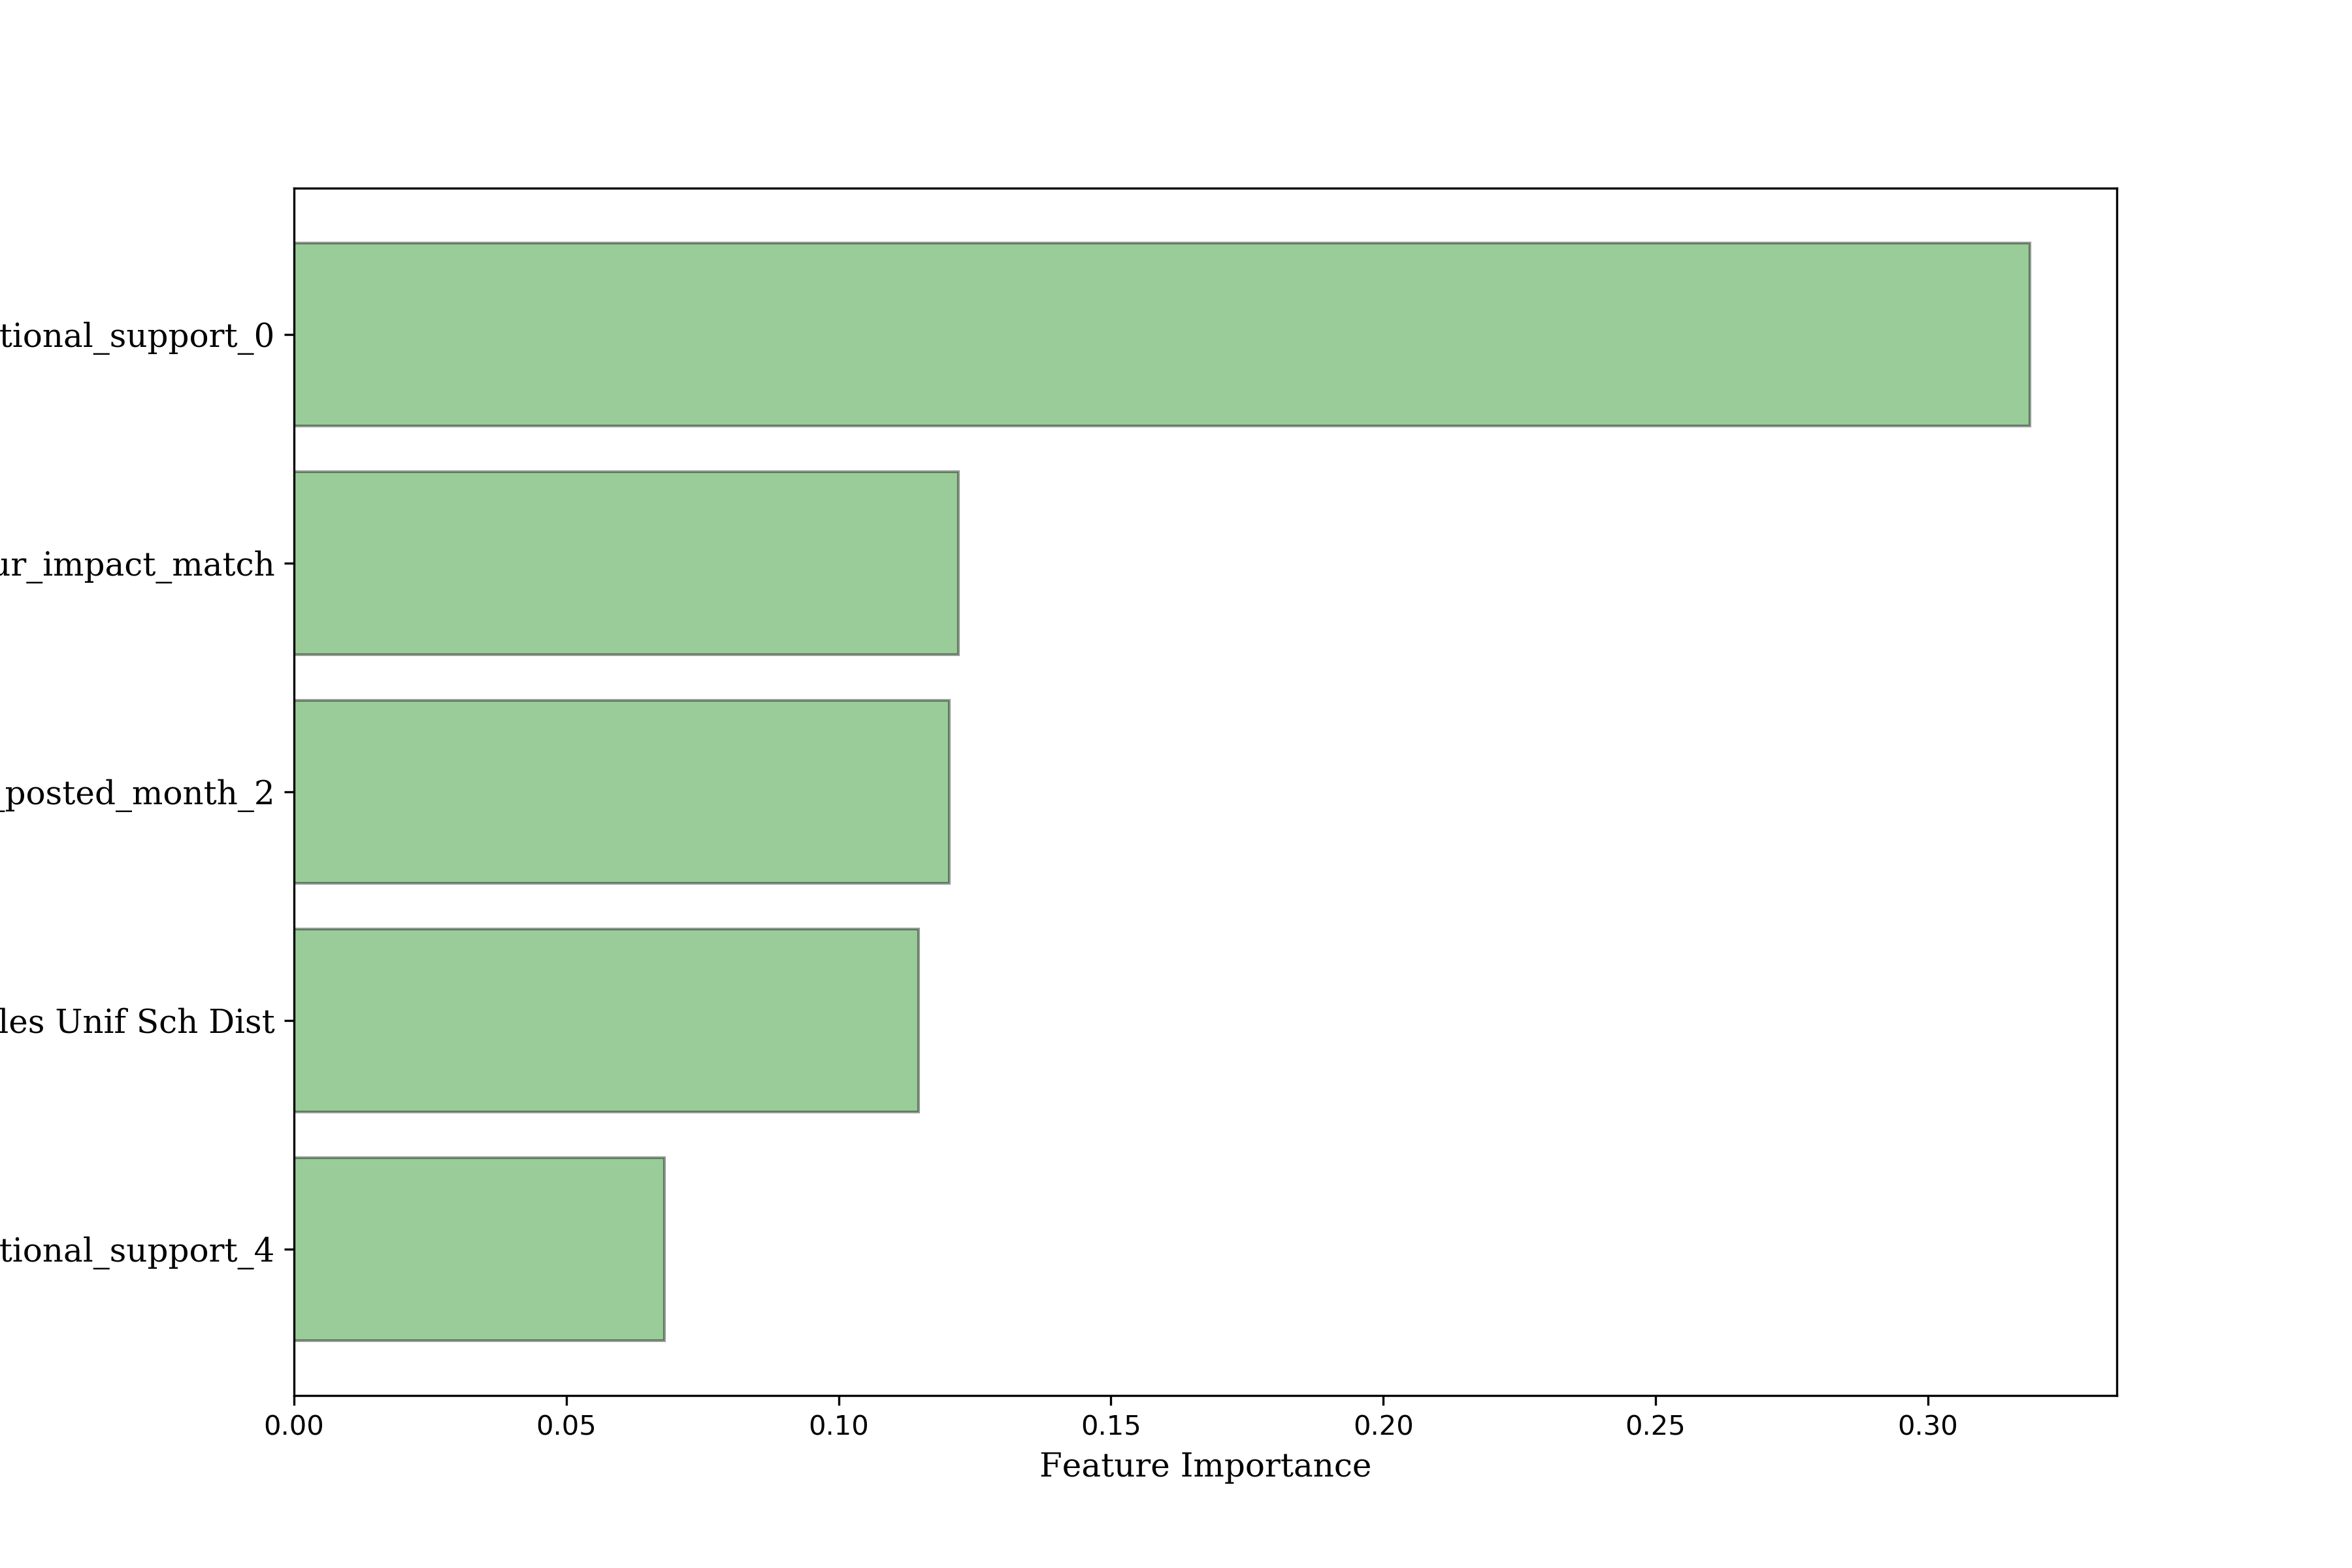 tional_support_0
ur_impact_match
_posted_month_2
les Unif Sch Dist
tional_support_4
0.00 0.05 0.10 0.15 0.20 0.25 0.30
Feature Importance